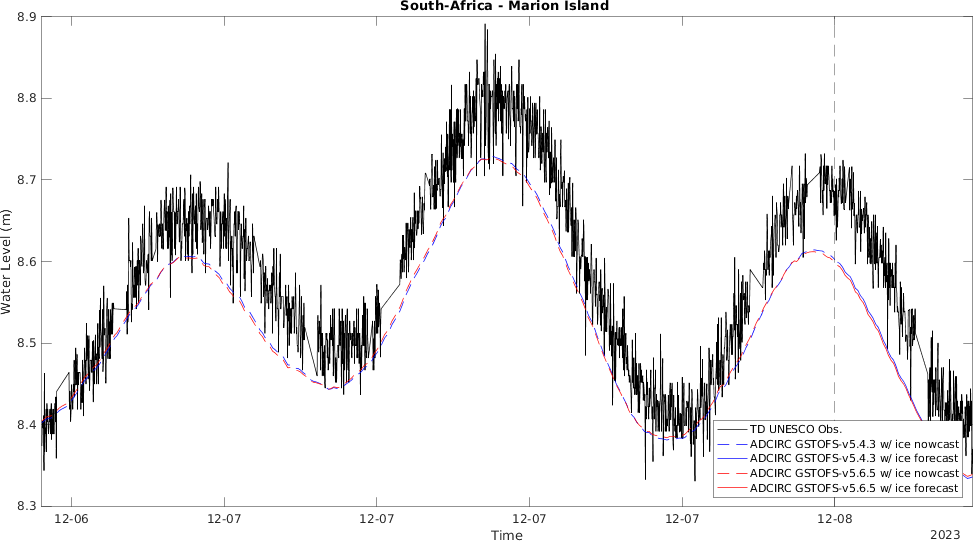 South-Africa - Marion Island
8.9
8.8
8.7
8.6
8.5
8.4
8.3
Water Level (m)
TD UNESCO Obs.
ADCIRC GSTOFS-v5.4.3 w/ ice nowcast
ADCIRC GSTOFS-v5.4.3 w/ ice forecast
ADCIRC GSTOFS-v5.6.5 w/ ice nowcast
ADCIRC GSTOFS-v5.6.5 w/ ice forecast
12-06 12-07 12-07 12-07 12-07 12-08
Time
2023